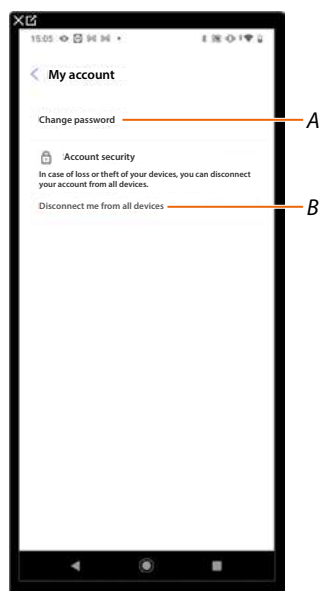 15:05
My account
Change password
A
Account security
In case of loss or theft of your devices, you can disconnect
your account from all devices.
Disconnect me from all devices
B